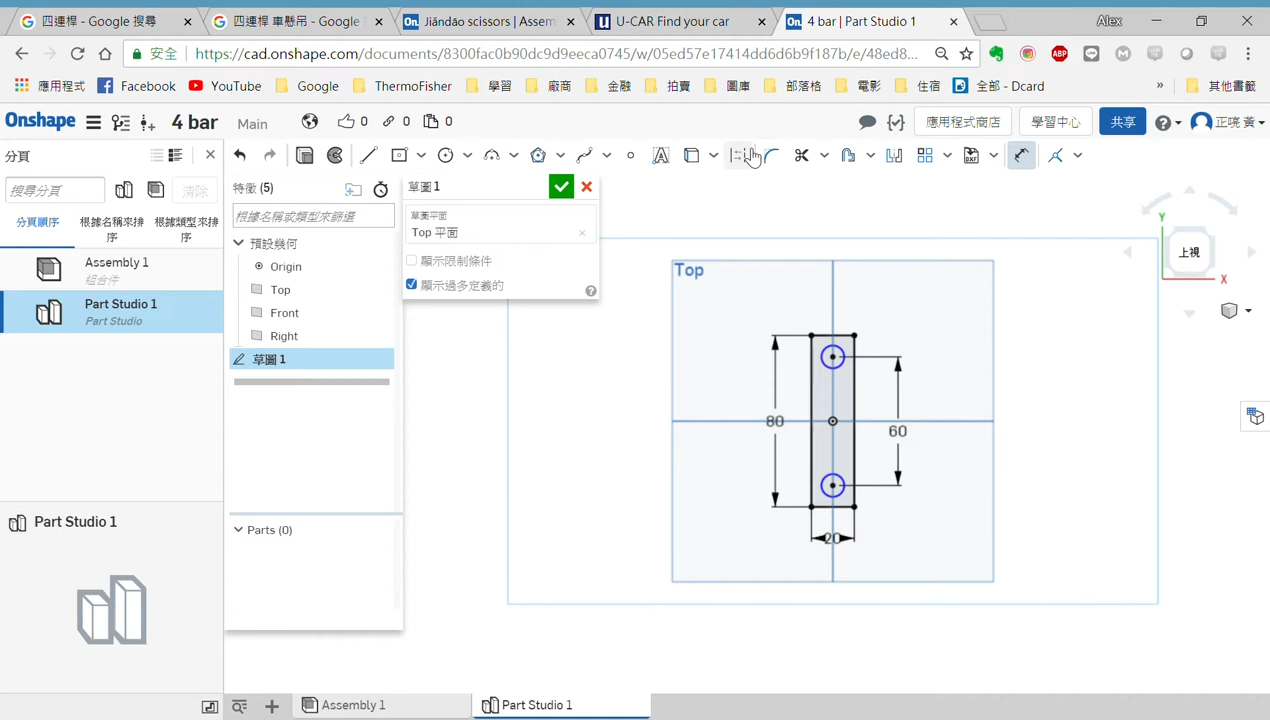 四連桿 - Google 搜尋
四連桿 車懸吊 - Google
Jiǎndāo scissors | Assem
U-CAR Find your car
4 bar | Part Studio 1
Alex
安全
https://cad.onshape.com/documents/8300fac0b90dc9d9eeca0745/w/05ed57e17414dd6d6b9f187b/e/48ed8...
應用程式
Facebook
YouTube
Google
ThermoFisher
學習
廠商
金融
拍賣
圖庫
部落格
電影
住宿
全部 - Dcard
»
其他書籤
Onshape
4 bar
Main
0
0
0
應用程式商店
學習中心
共享
正喨 黃
分頁
搜尋分頁
清除
分頁順序
根據名稱來排序
根據類型來排序
Assembly 1
組合件
Part Studio 1
Part Studio
特徵 (5)
根據名稱或類型來篩選
預設幾何
Origin
Top
Front
Right
草圖 1
Parts (0)
草圖 1
草圖平面
Top 平面
顯示限制條件
顯示過多定義的
Top
80
60
20
Y
上視
X
Part Studio 1
Assembly 1
Part Studio 1